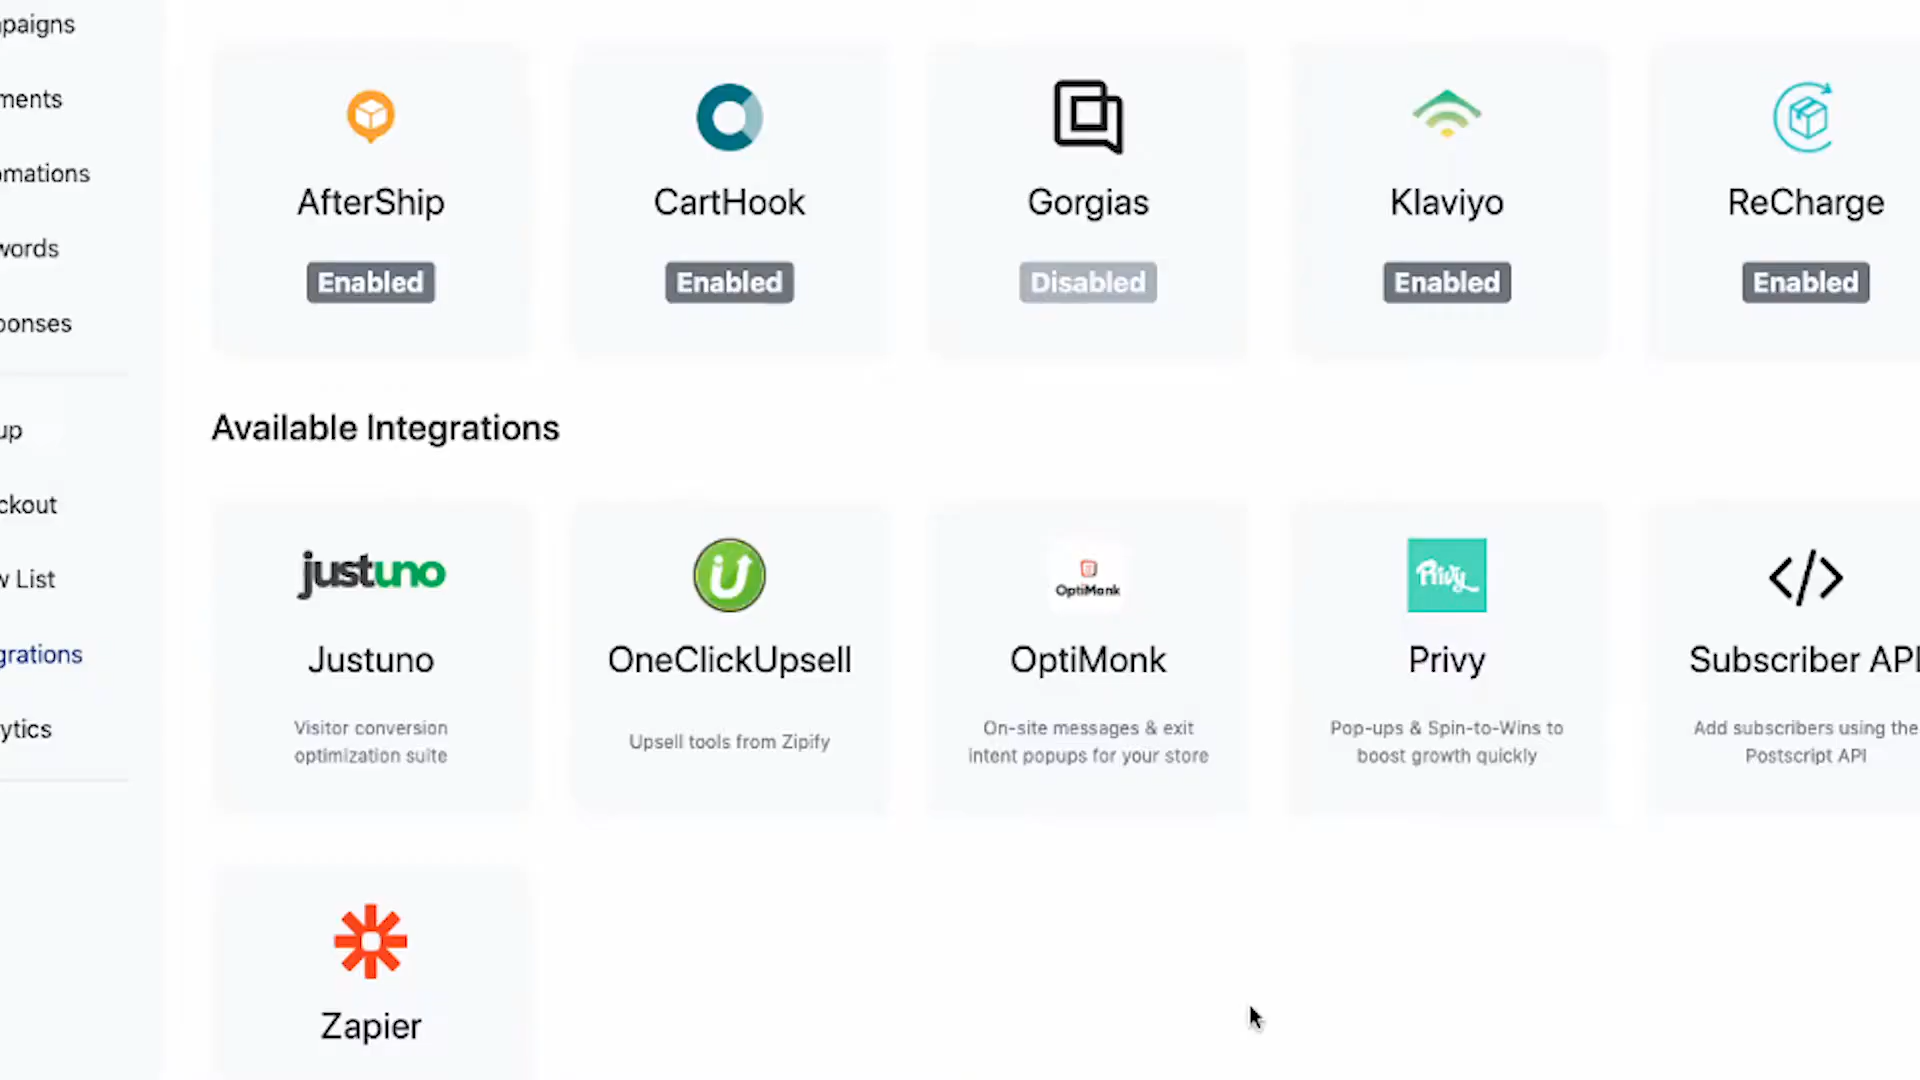 paigns
ments
omations
words
ponses
up
ckout
w List
grations
ytics
AfterShip
Enabled
CartHook
Enabled
Gorgias
Disabled
Klaviyo
Enabled
ReCharge
Enabled
Available Integrations
justuno
Justuno
Visitor conversion
optimization suite
OneClickUpsell
Upsell tools from Zipify
OptiMonk
OptiMonk
On-site messages & exit
intent popups for your store
Privy
Privy
Pop-ups & Spin-to-Wins to
boost growth quickly
</>
Subscriber API
Add subscribers using the
Postscript API
Zapier